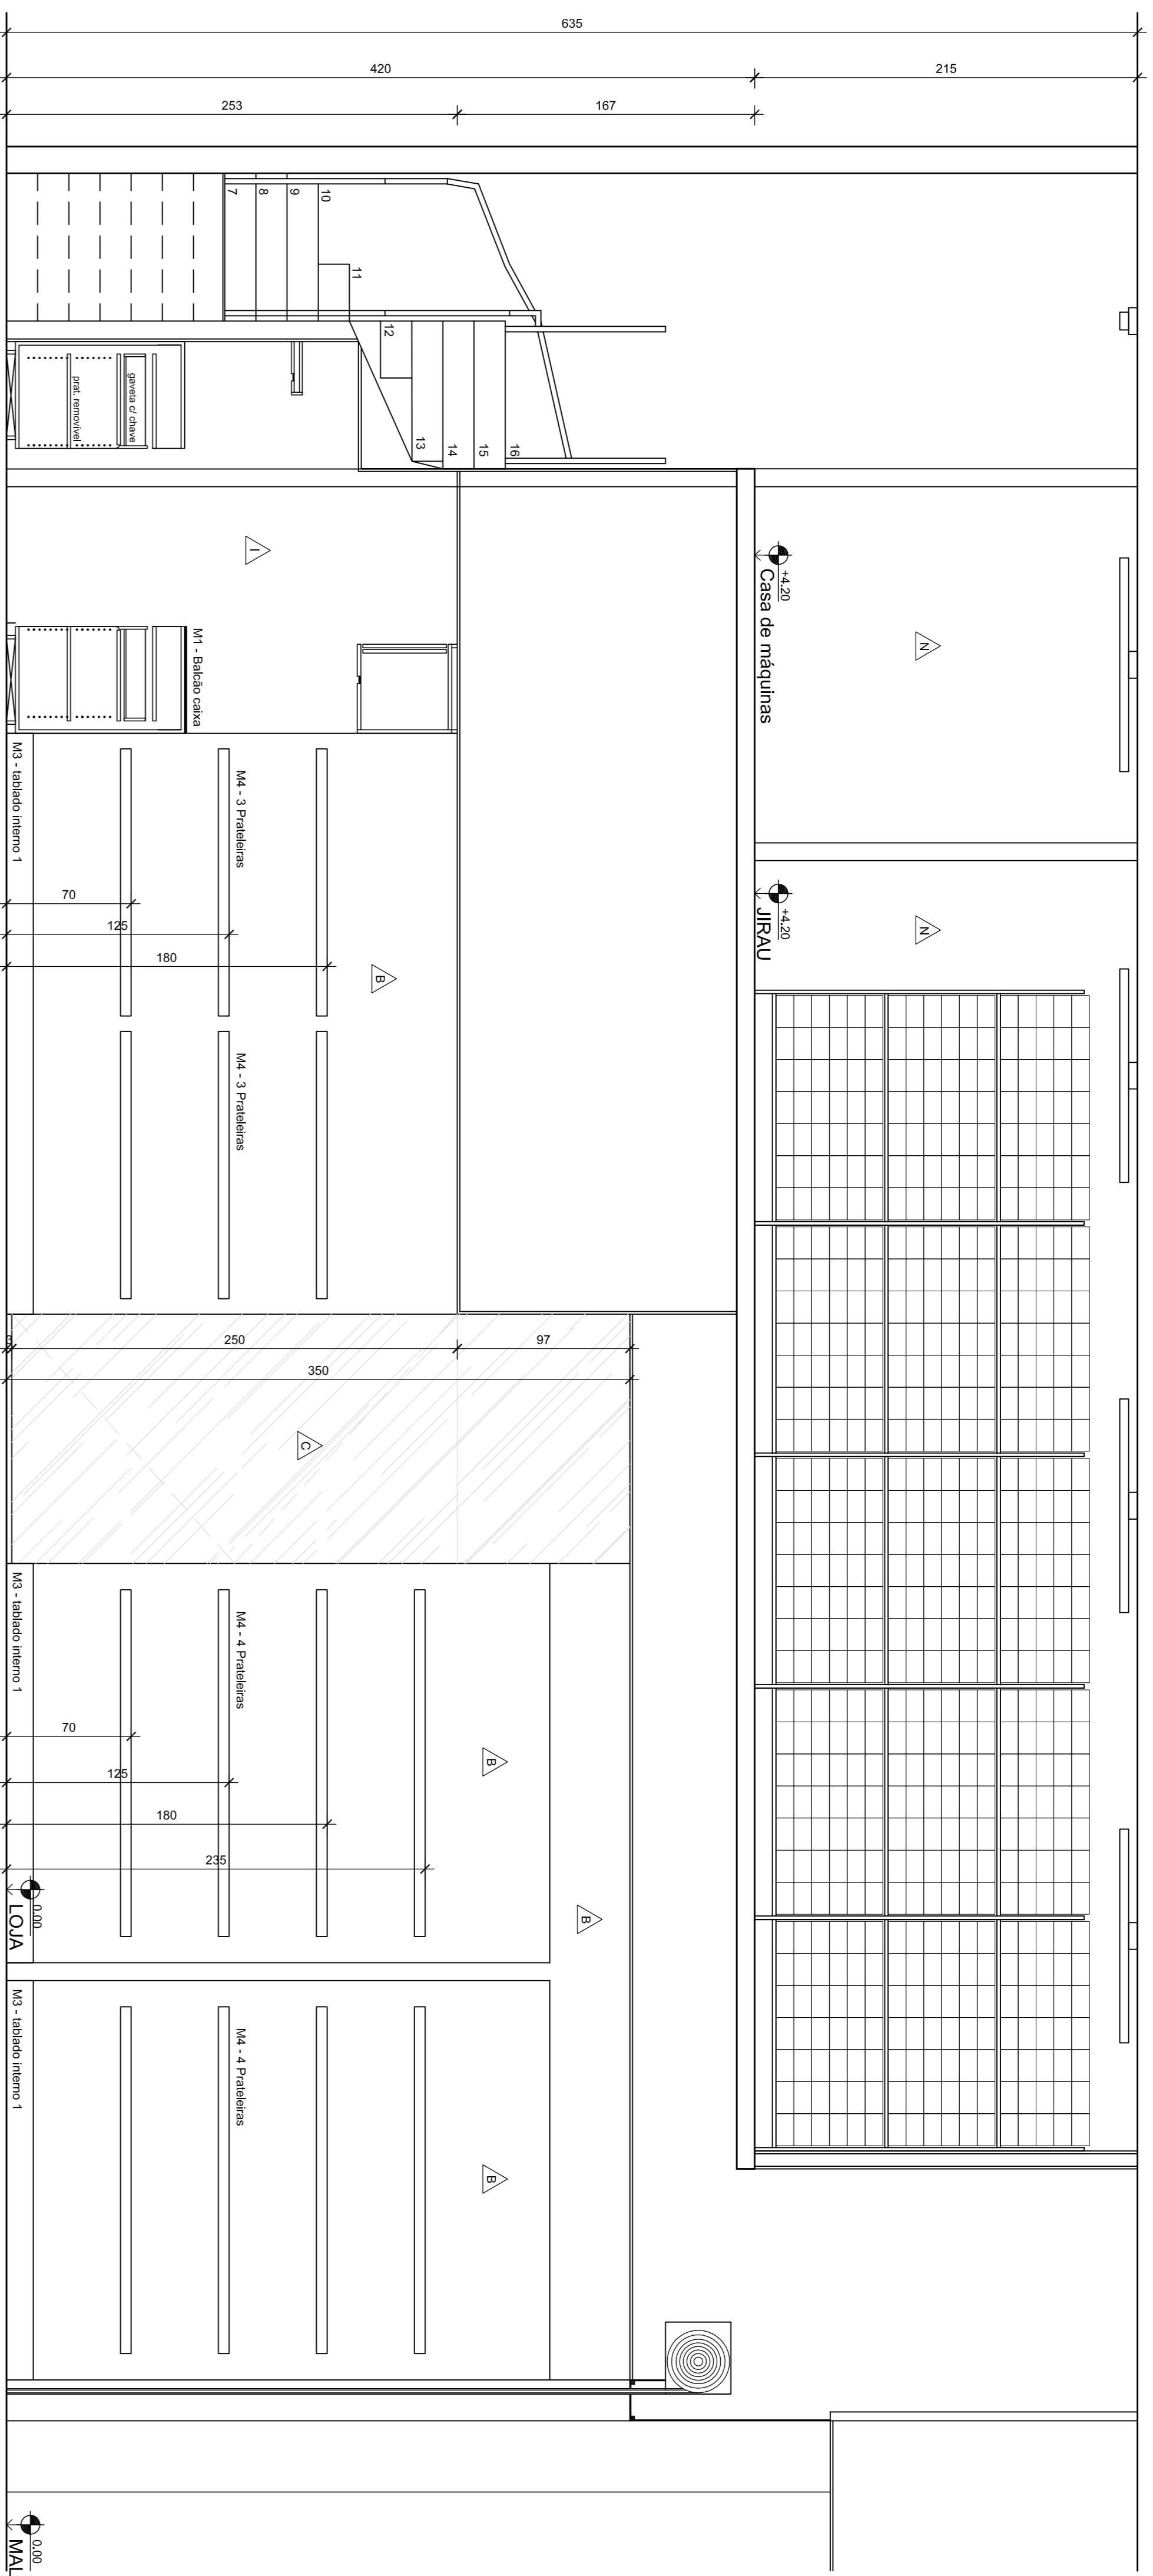 635
420
215
253
167
7
8
9
10
11
12
13
14
15
16
gaveta c/ chave
prat. removível
I
+4.20
Casa de máquinas
N
M1 - Balcão caixa
M3 - tablado interno 1
M4 - 3 Prateleiras
70
125
180
B
+4.20
JIRAU
N
M4 - 3 Prateleiras
3
250
97
350
C
M3 - tablado interno 1
M4 - 4 Prateleiras
70
125
180
235
B
B
0.00
LOJA
M3 - tablado interno 1
M4 - 4 Prateleiras
B
0.00
MAL